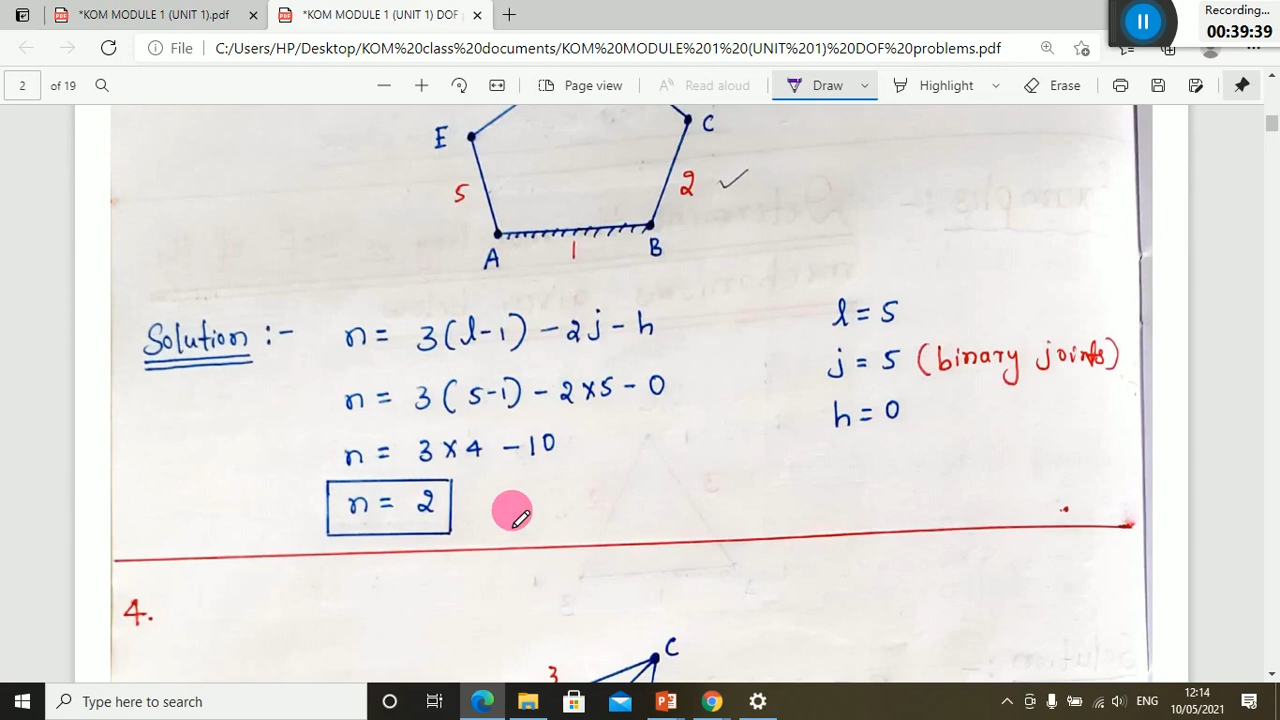 *KOM MODULE 1 (UNIT 1).pdf
*KOM MODULE 1 (UNIT 1) DOF
Recording...
00:39:39
File
C:/Users/HP/Desktop/KOM%20class%20documents/KOM%20MODULE%201%20(UNIT%201)%20DOF%20problems.pdf
2 of 19
Page view
Read aloud
Draw
Highlight
Erase
E
C
5
2
A
1
B
Solution :-
n = 3(l-1) - 2j - h
l = 5
j = 5 (binary joints)
n = 3(5-1) - 2×5 - 0
h = 0
n = 3×4 - 10
n = 2
4.
C
3
Type here to search
ENG
12:14
10/05/2021